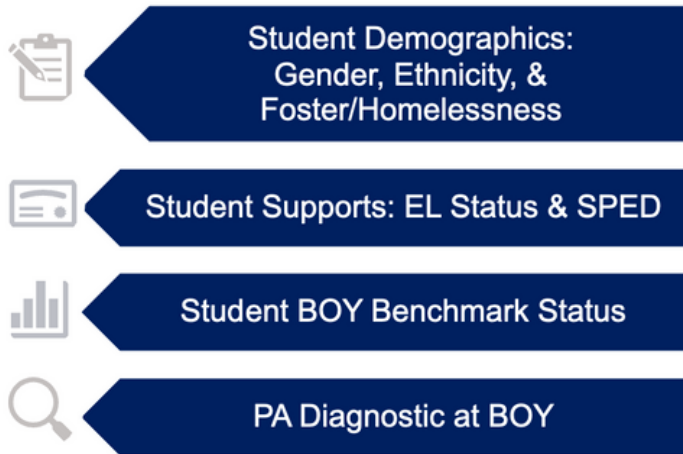 Student Demographics:
Gender, Ethnicity, &
Foster/Homelessness
Student Supports: EL Status & SPED
Student BOY Benchmark Status
PA Diagnostic at BOY